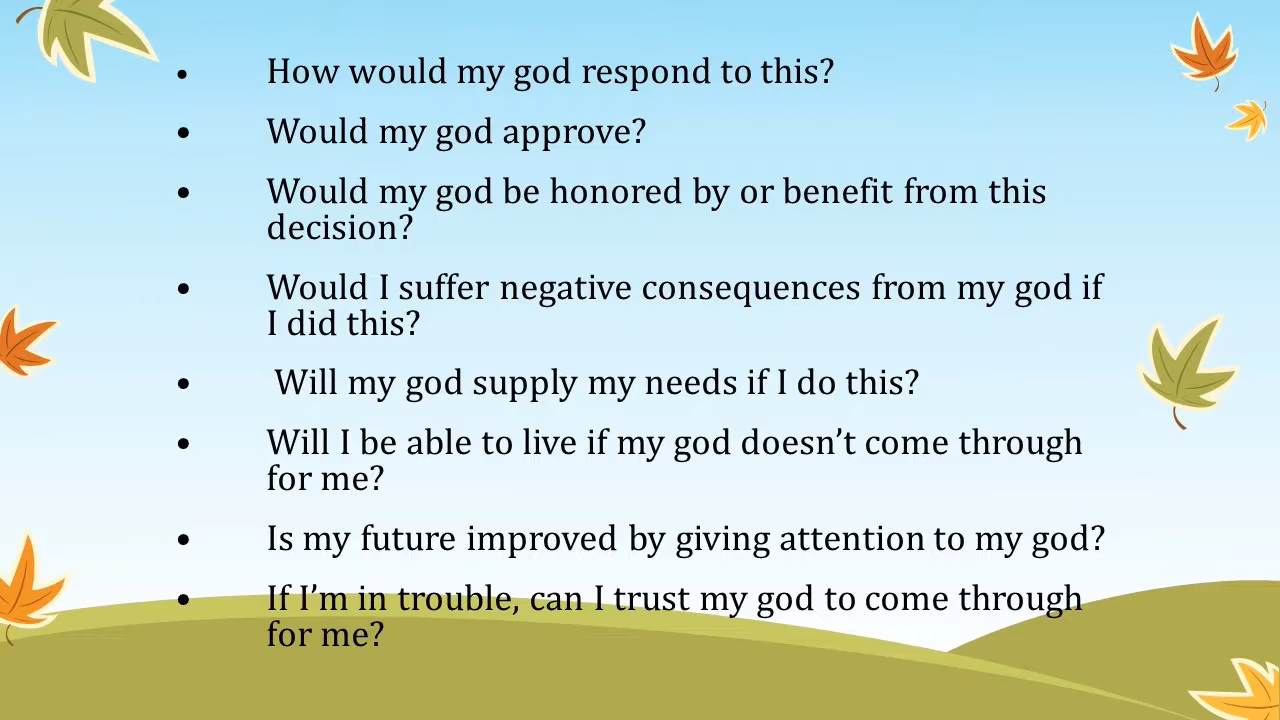 • How would my god respond to this?
• Would my god approve?
• Would my god be honored by or benefit from this
decision?
• Would I suffer negative consequences from my god if
I did this?
• Will my god supply my needs if I do this?
• Will I be able to live if my god doesn’t come through
for me?
• Is my future improved by giving attention to my god?
• If I’m in trouble, can I trust my god to come through
for me?